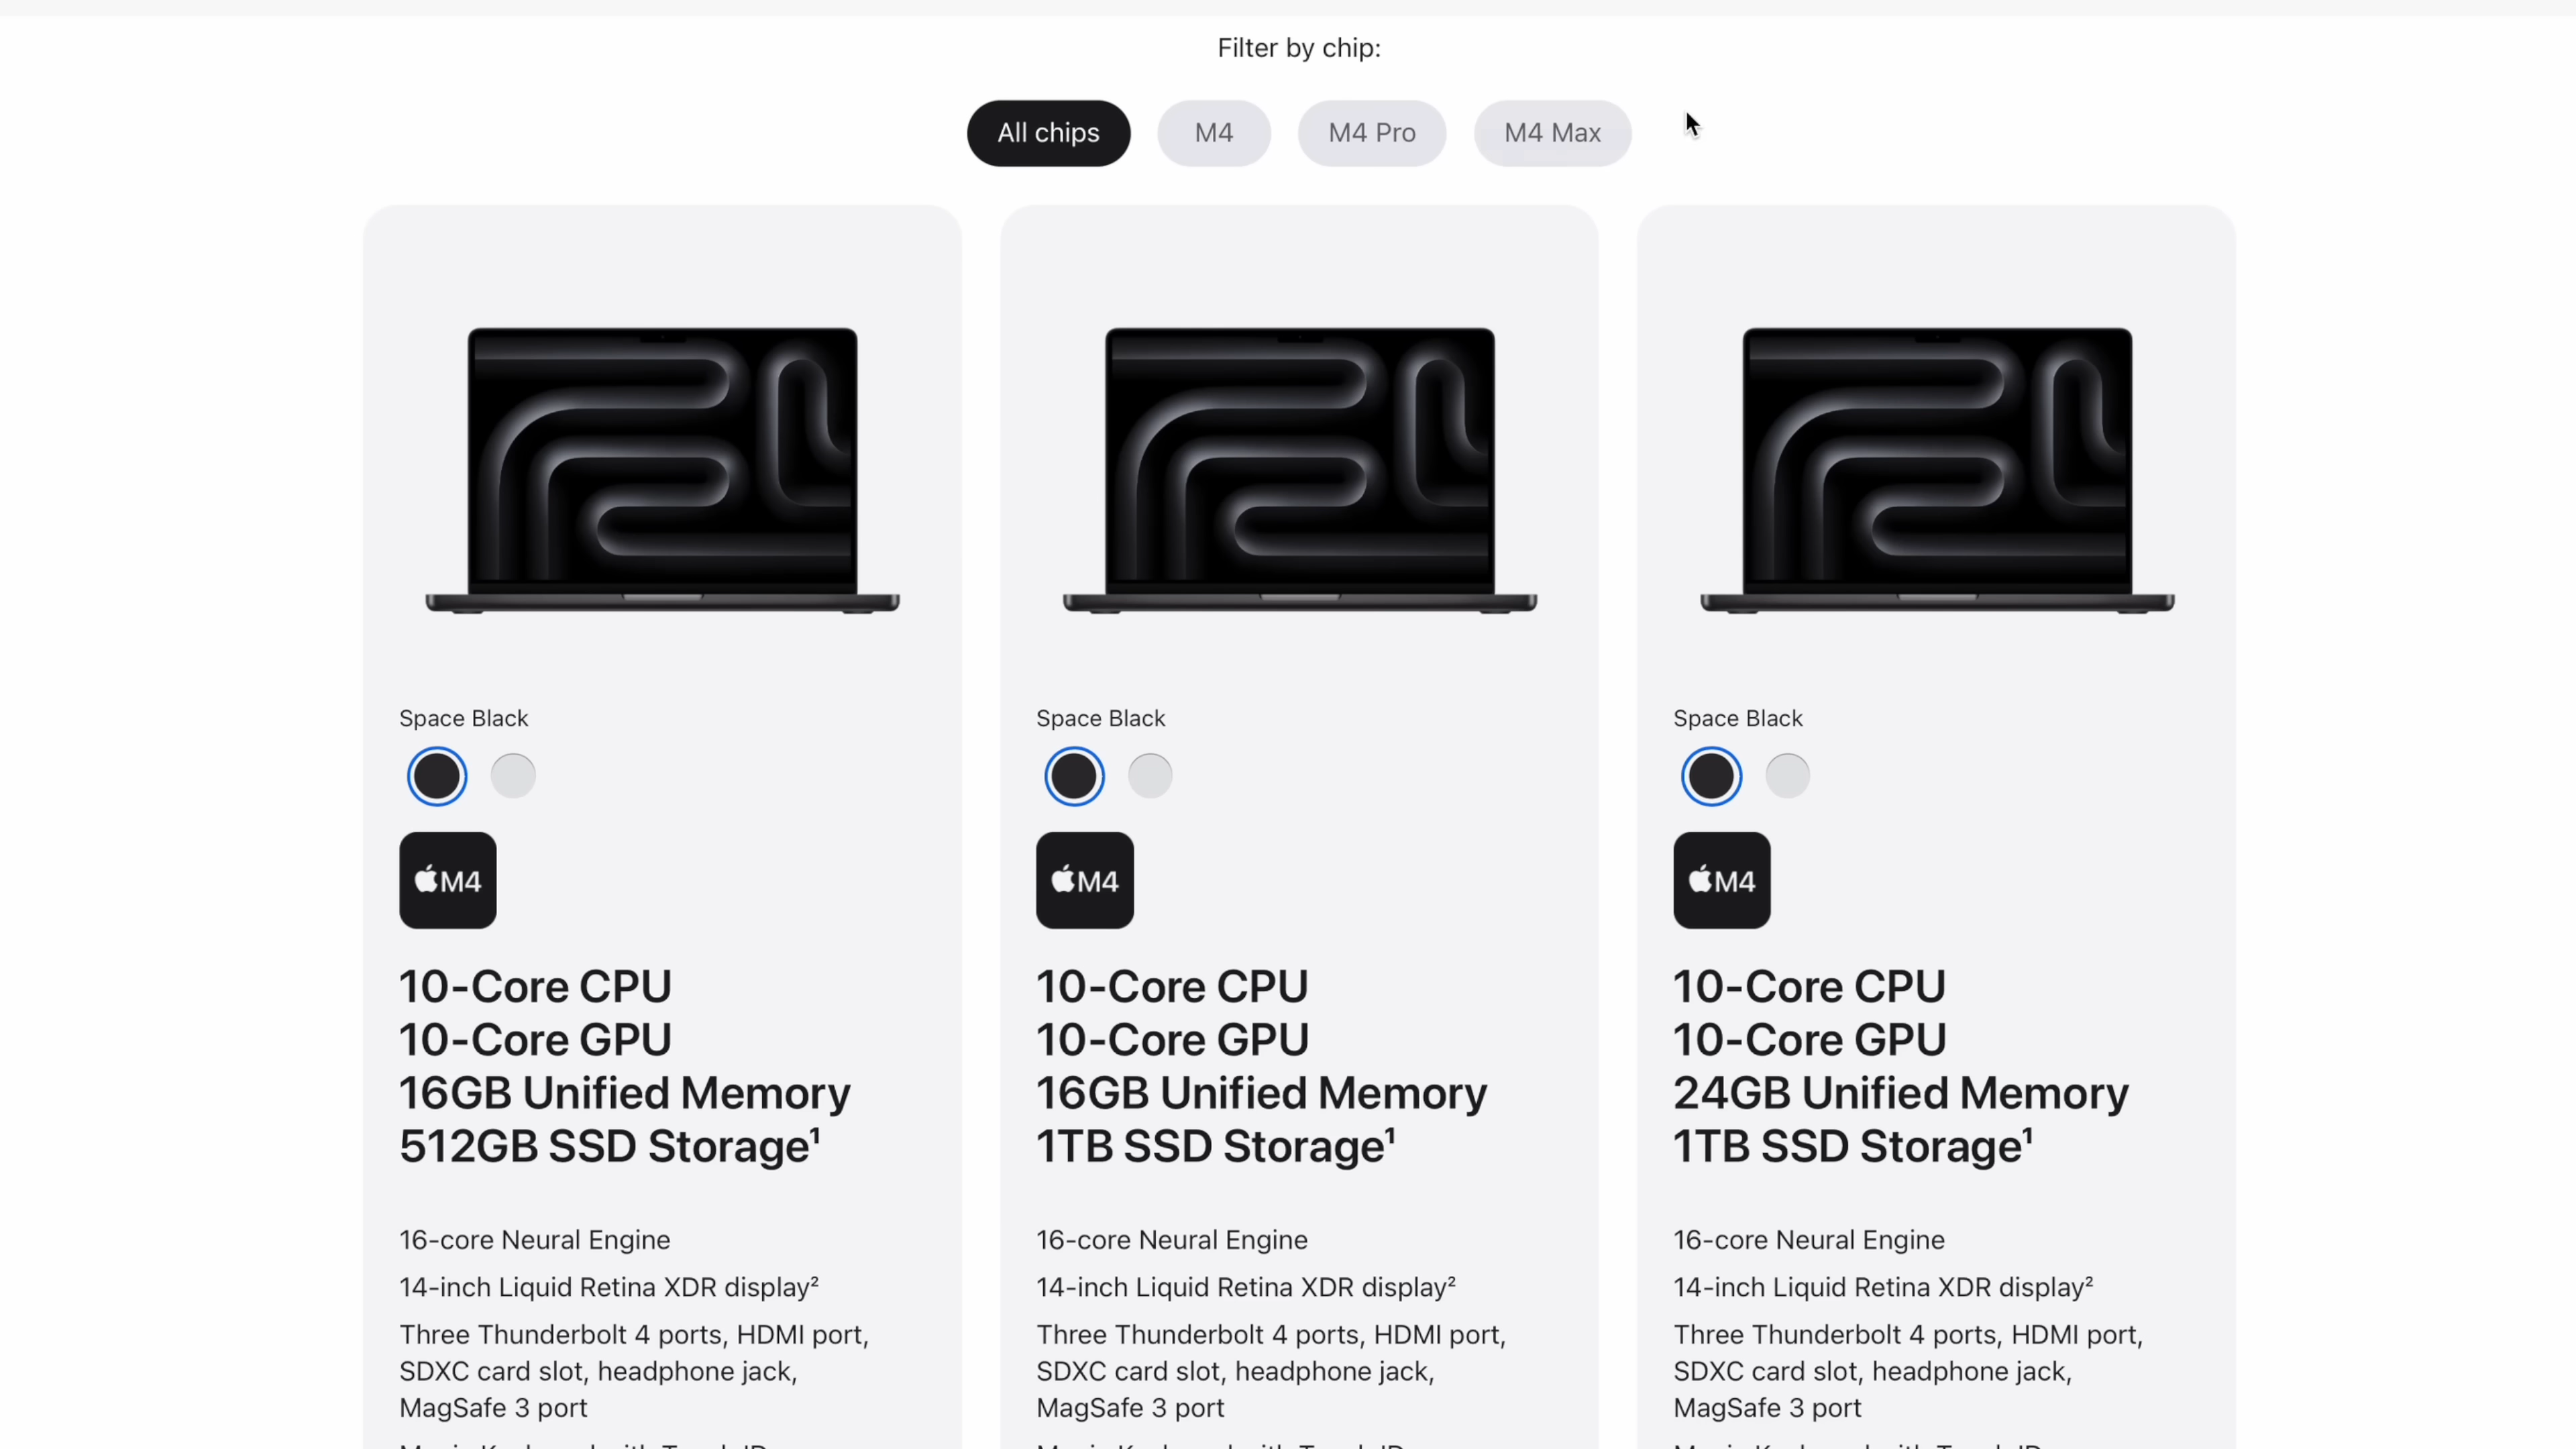 Filter by chip:
All chips
M4
M4 Pro
M4 Max
Space Black
M4
10-Core CPU
10-Core GPU
16GB Unified Memory
512GB SSD Storage¹
16-core Neural Engine
14-inch Liquid Retina XDR display²
Three Thunderbolt 4 ports, HDMI port,
SDXC card slot, headphone jack,
MagSafe 3 port
Space Black
M4
10-Core CPU
10-Core GPU
16GB Unified Memory
1TB SSD Storage¹
16-core Neural Engine
14-inch Liquid Retina XDR display²
Three Thunderbolt 4 ports, HDMI port,
SDXC card slot, headphone jack,
MagSafe 3 port
Space Black
M4
10-Core CPU
10-Core GPU
24GB Unified Memory
1TB SSD Storage¹
16-core Neural Engine
14-inch Liquid Retina XDR display²
Three Thunderbolt 4 ports, HDMI port,
SDXC card slot, headphone jack,
MagSafe 3 port